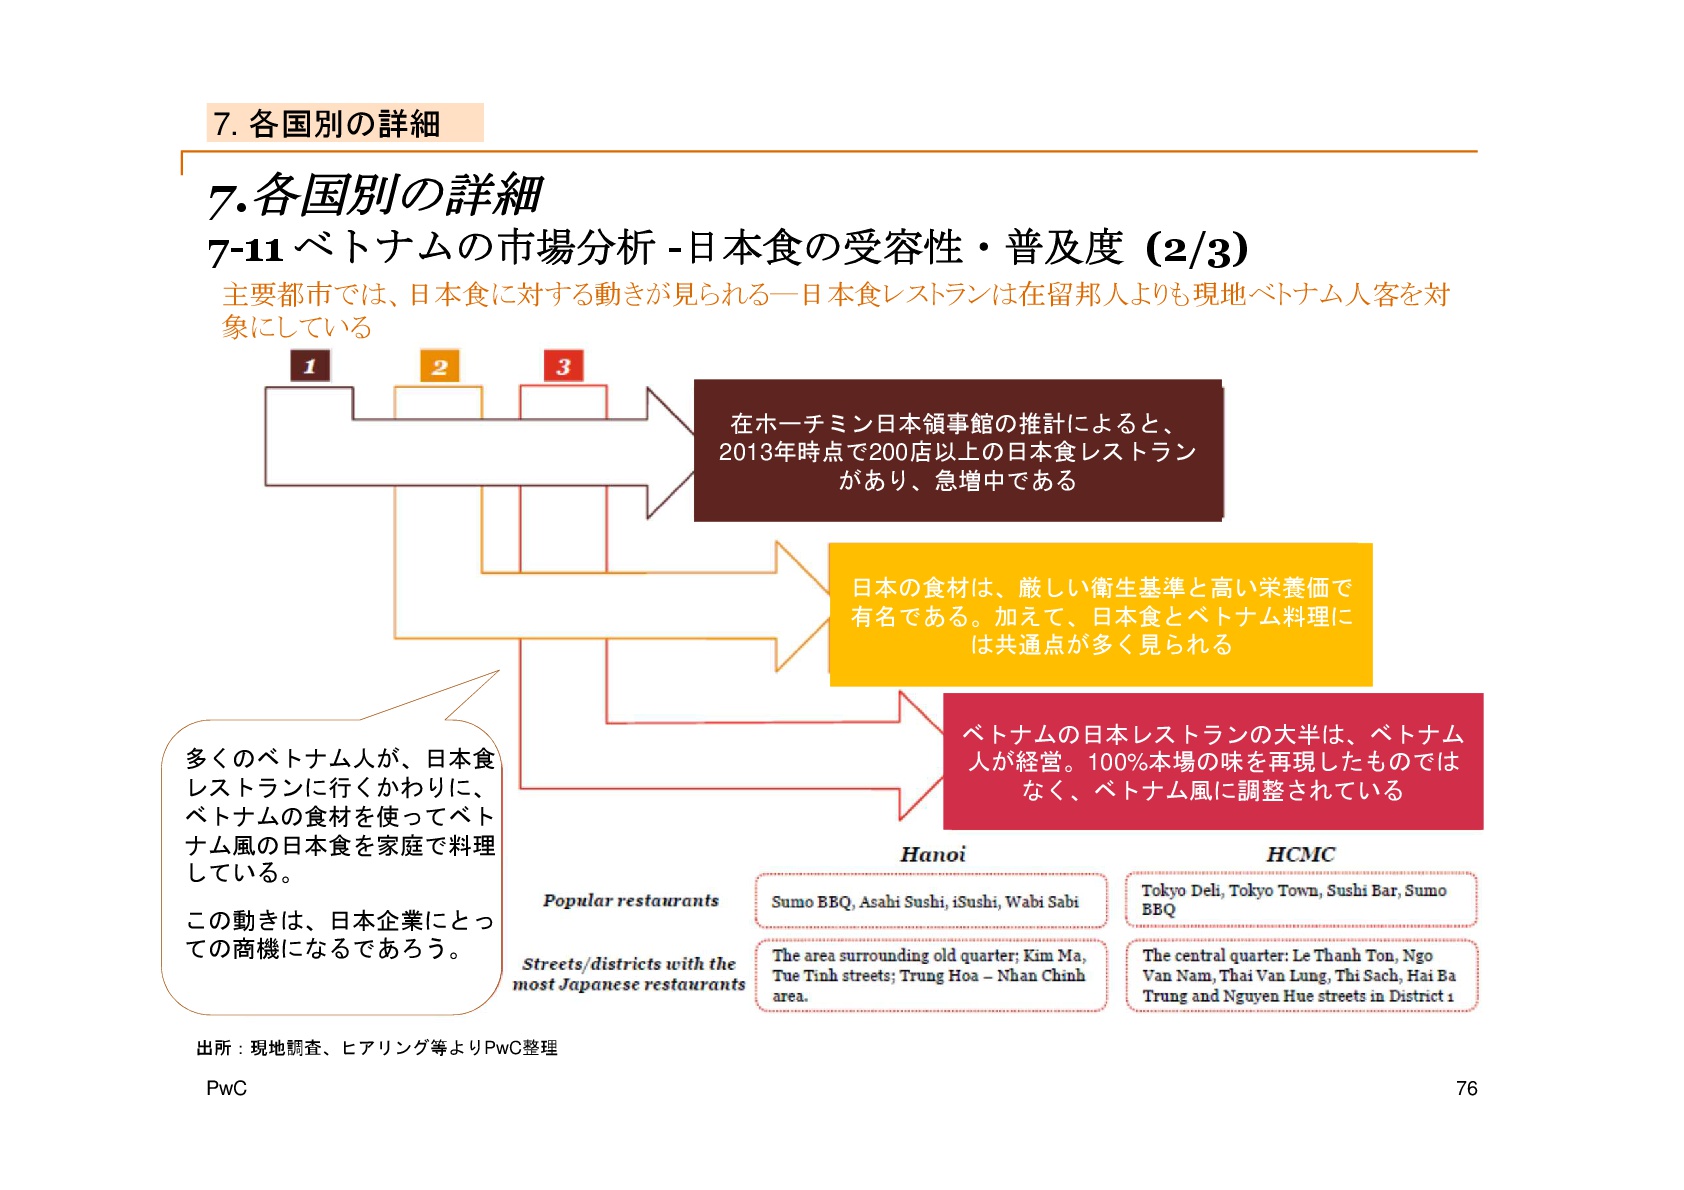 7. 各国別の詳細
7.各国別の詳細
7-11 ベトナムの市場分析 -日本食の受容性・普及度 (2/3)
主要都市では、日本食に対する動きが見られる―日本食レストランは在留邦人よりも現地ベトナム人客を対
象にしている
1
2
3
在ホーチミン日本領事館の推計によると、
2013年時点で200店以上の日本食レストラン
があり、急増中である
日本の食材は、厳しい衛生基準と高い栄養価で
有名である。加えて、日本食とベトナム料理に
は共通点が多く見られる
ベトナムの日本レストランの大半は、ベトナム
人が経営。100%本場の味を再現したものでは
なく、ベトナム風に調整されている
多くのベトナム人が、日本食
レストランに行くかわりに、
ベトナムの食材を使ってベト
ナム風の日本食を家庭で料理
している。
この動きは、日本企業にとっ
ての商機になるであろう。
Hanoi
HCMC
Popular restaurants
Sumo BBQ, Asahi Sushi, iSushi, Wabi Sabi
Tokyo Deli, Tokyo Town, Sushi Bar, Sumo
BBQ
Streets/districts with the
most Japanese restaurants
The area surrounding old quarter; Kim Ma,
Tue Tinh streets; Trung Hoa – Nhan Chinh
area.
The central quarter: Le Thanh Ton, Ngo
Van Nam, Thai Van Lung, Thi Sach, Hai Ba
Trung and Nguyen Hue streets in District 1
出所：現地調査、ヒアリング等よりPwC整理
PwC
76